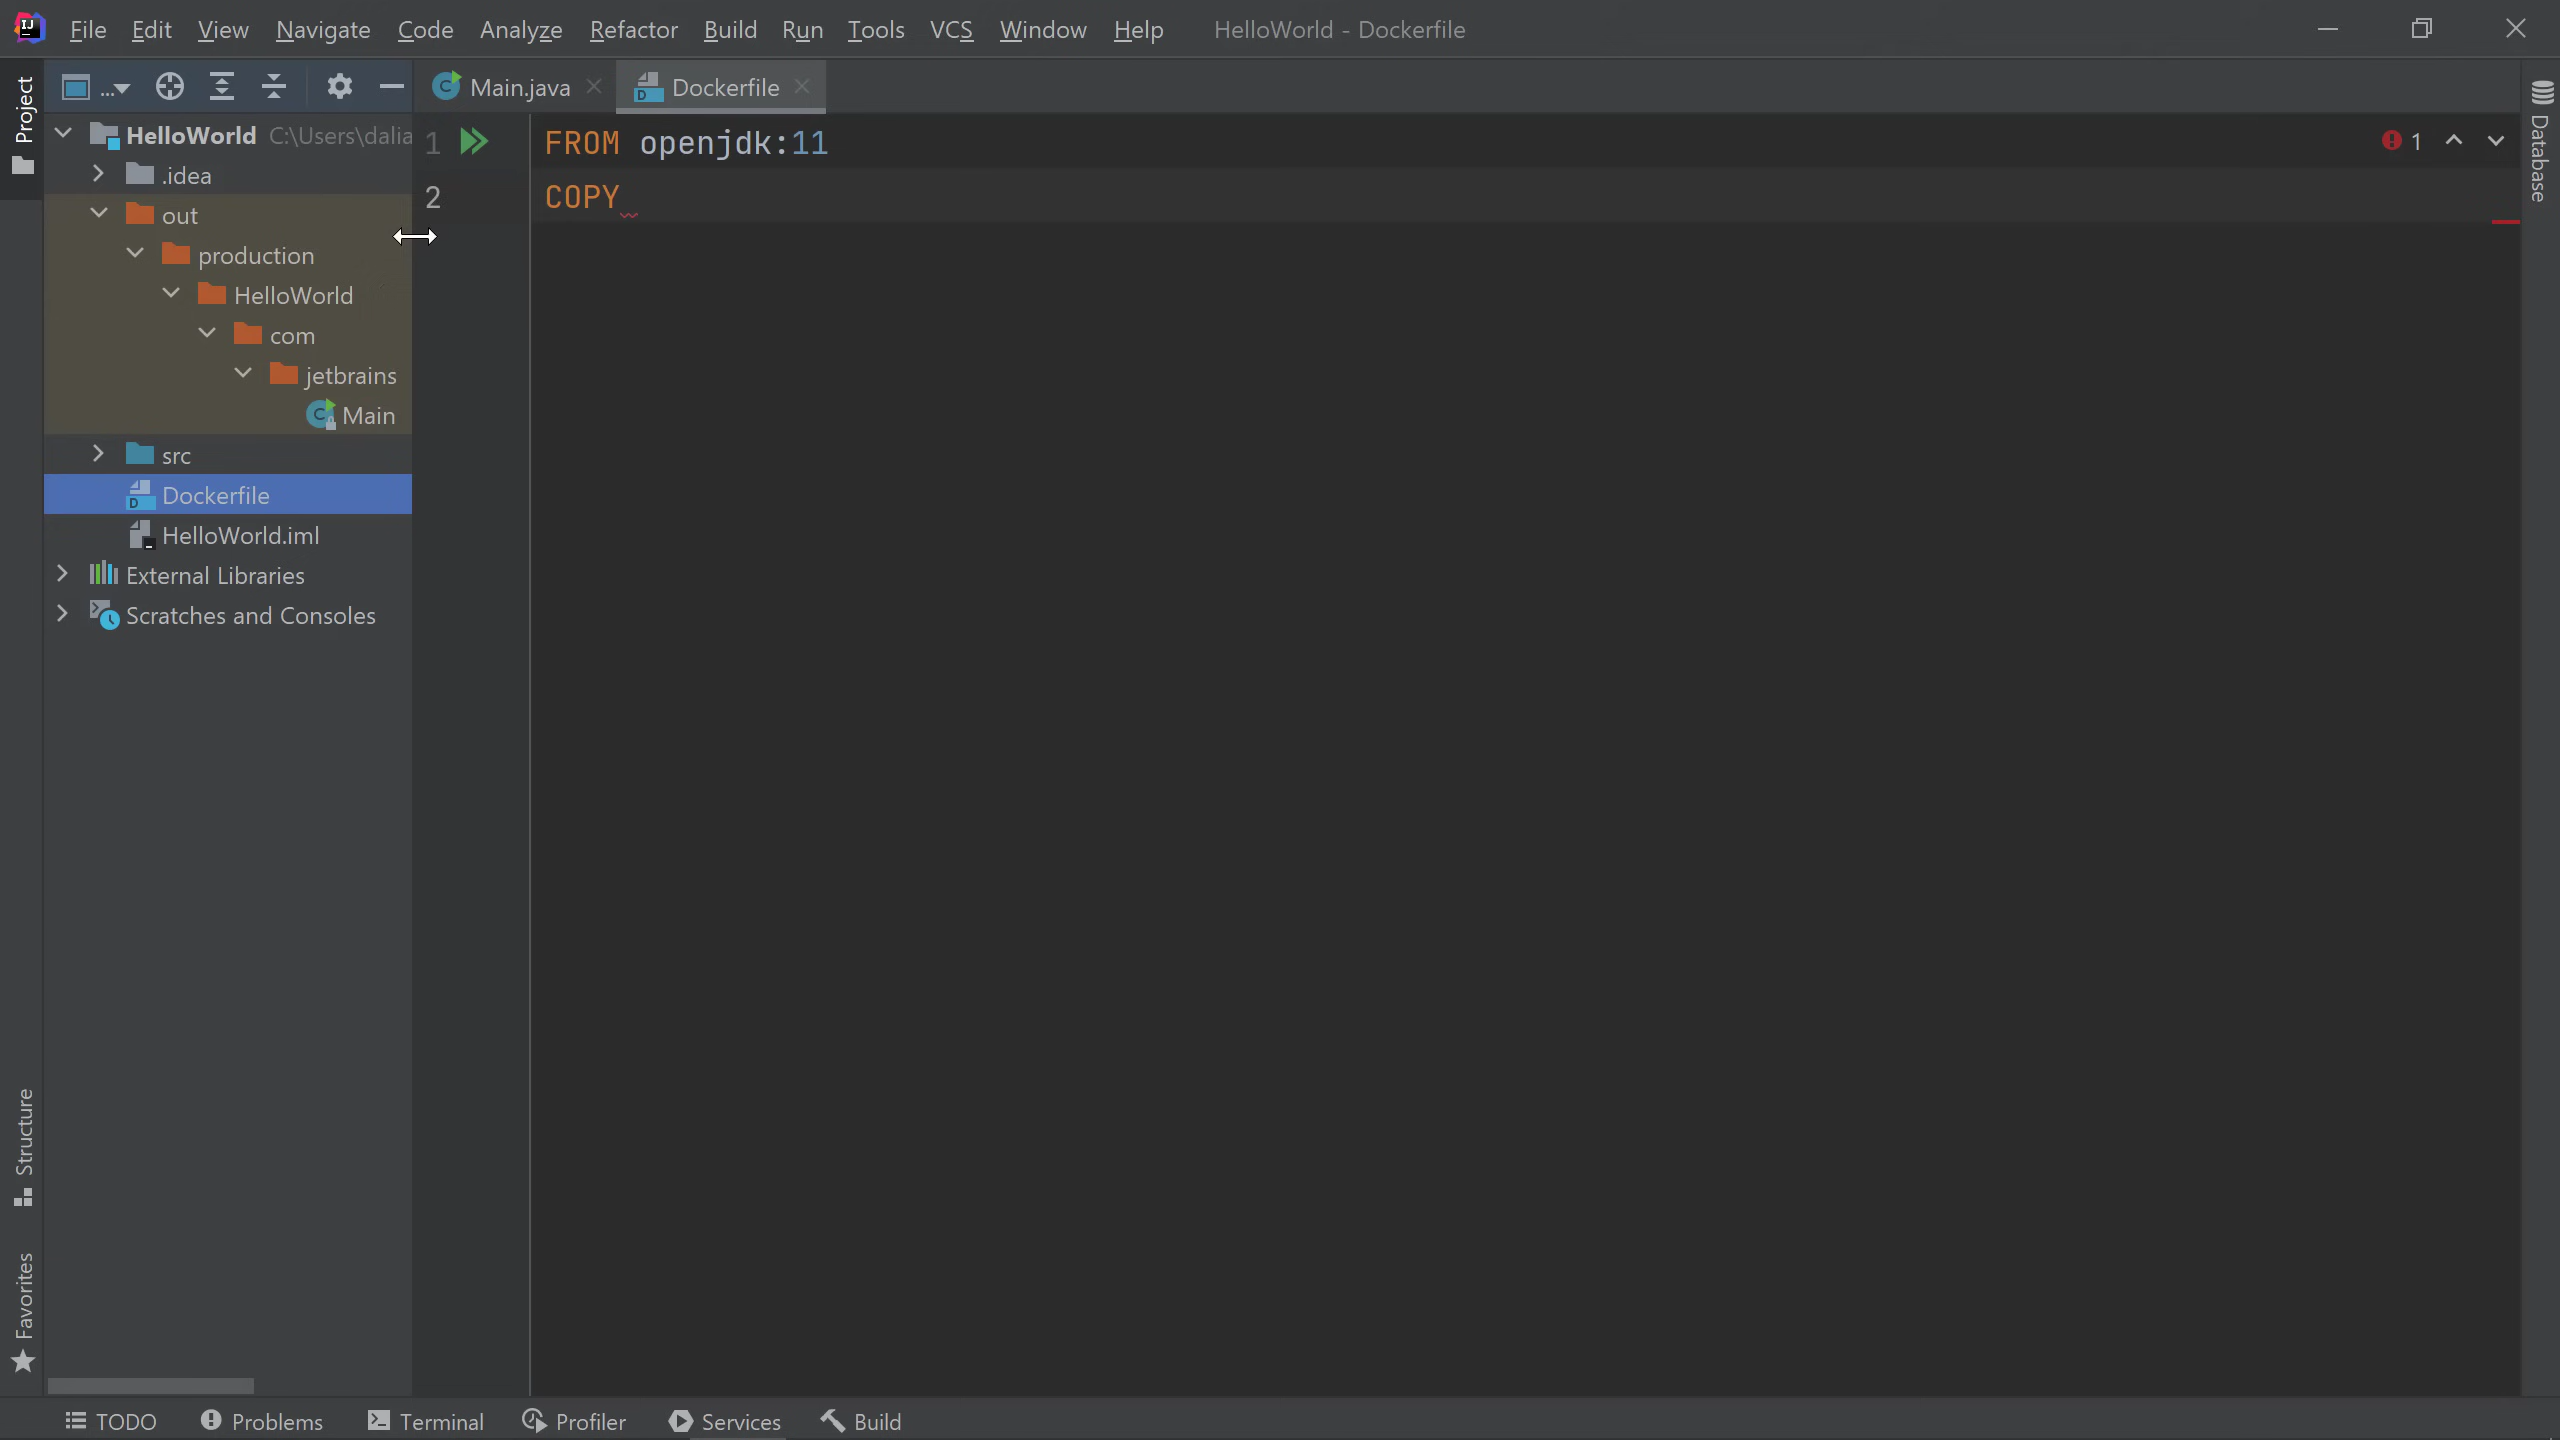 File Edit View Navigate Code Analyze Refactor Build Run Tools VCS Window Help HelloWorld - Dockerfile
Project
...
Main.java
Dockerfile
HelloWorld C:\Users\dalia
.idea
out
production
HelloWorld
com
jetbrains
Main
src
Dockerfile
HelloWorld.iml
External Libraries
Scratches and Consoles
1 FROM openjdk:11
2 COPY
1
Database
Structure
Favorites
TODO Problems Terminal Profiler Services Build